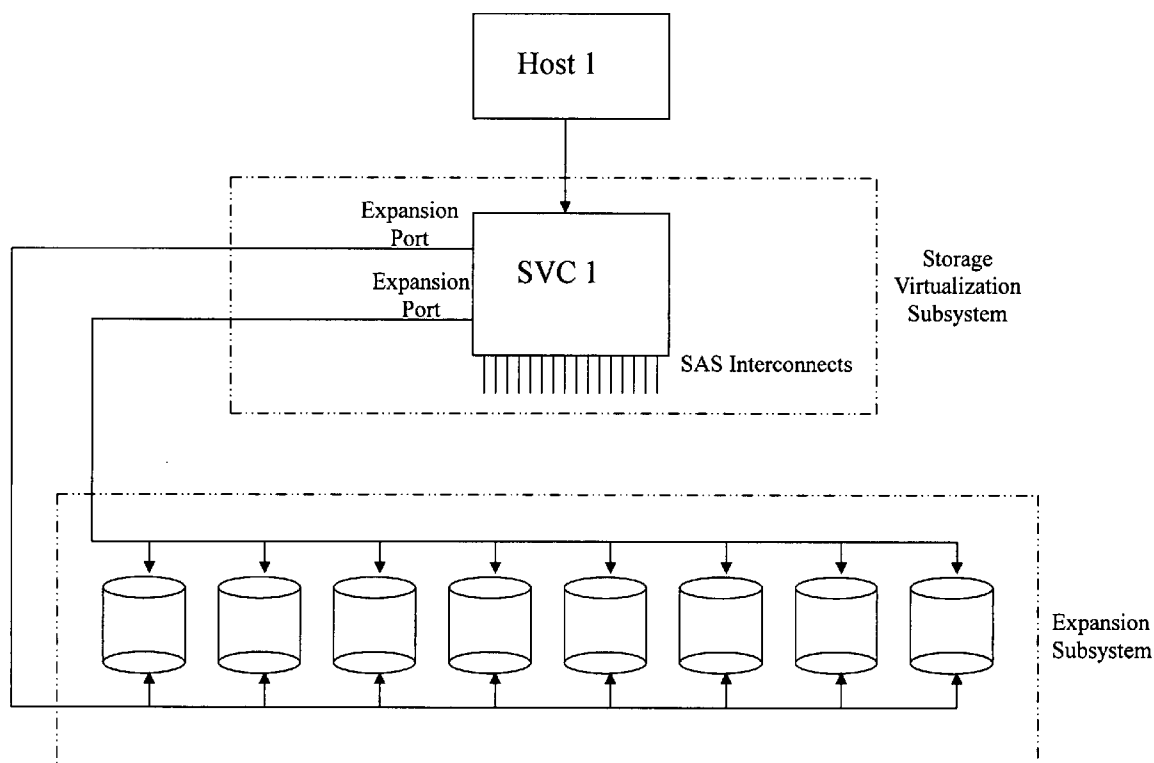 Host 1
Expansion
Port
SVC 1
Expansion
Port
Storage
Virtualization
Subsystem
SAS Interconnects
Expansion
Subsystem